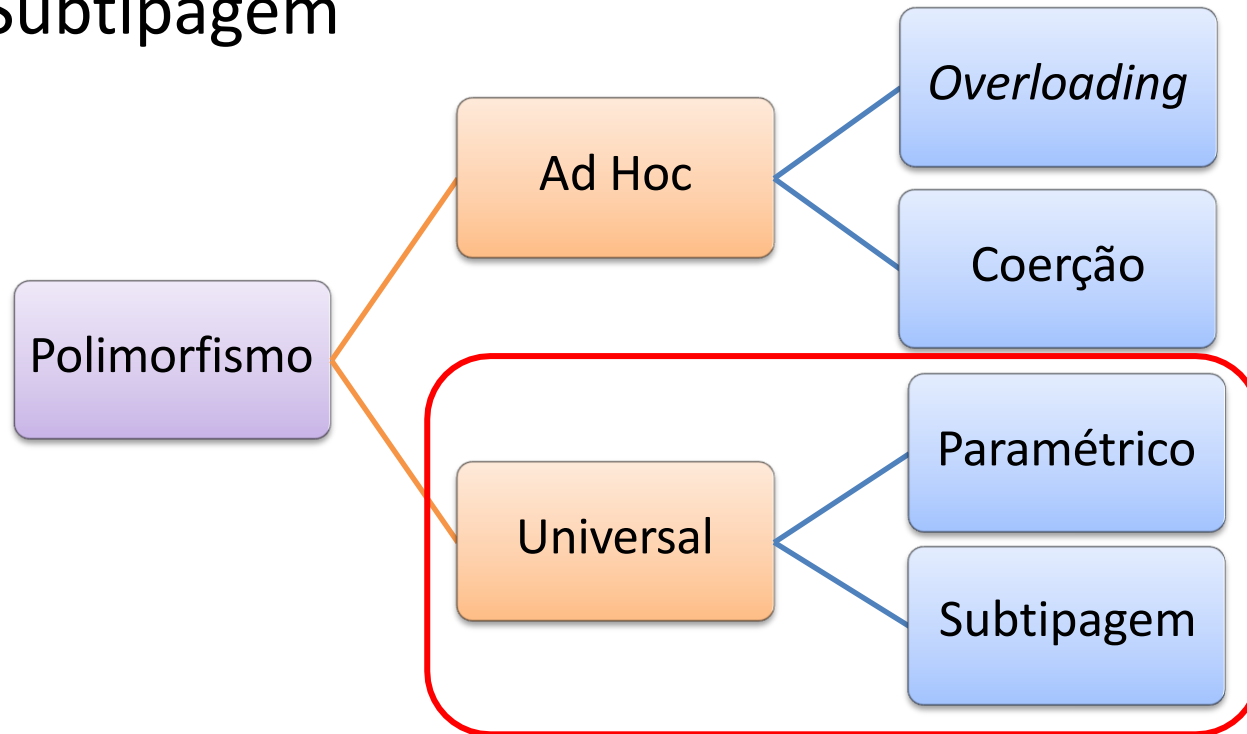 Subtipagem
Overloading
Ad Hoc
Coerção
Polimorfismo
Paramétrico
Universal
Subtipagem